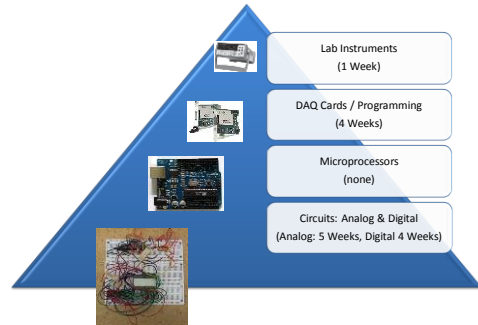 Lab Instruments
(1 Week)
DAQ Cards / Programming
(4 Weeks)
Microprocessors
(none)
Circuits: Analog & Digital
(Analog: 5 Weeks, Digital 4 Weeks)